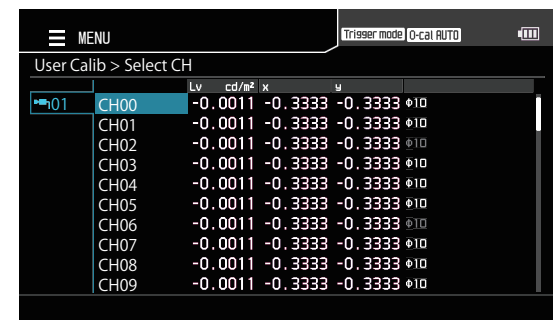 MENU Trigger mode 0-cal AUTO
User Calib > Select CH
Lv cd/m² x y
01 CH00 -0.0011 -0.3333 -0.3333 Φ10
CH01 -0.0011 -0.3333 -0.3333 Φ10
CH02 -0.0011 -0.3333 -0.3333 Φ10
CH03 -0.0011 -0.3333 -0.3333 Φ10
CH04 -0.0011 -0.3333 -0.3333 Φ10
CH05 -0.0011 -0.3333 -0.3333 Φ10
CH06 -0.0011 -0.3333 -0.3333 Φ10
CH07 -0.0011 -0.3333 -0.3333 Φ10
CH08 -0.0011 -0.3333 -0.3333 Φ10
CH09 -0.0011 -0.3333 -0.3333 Φ10